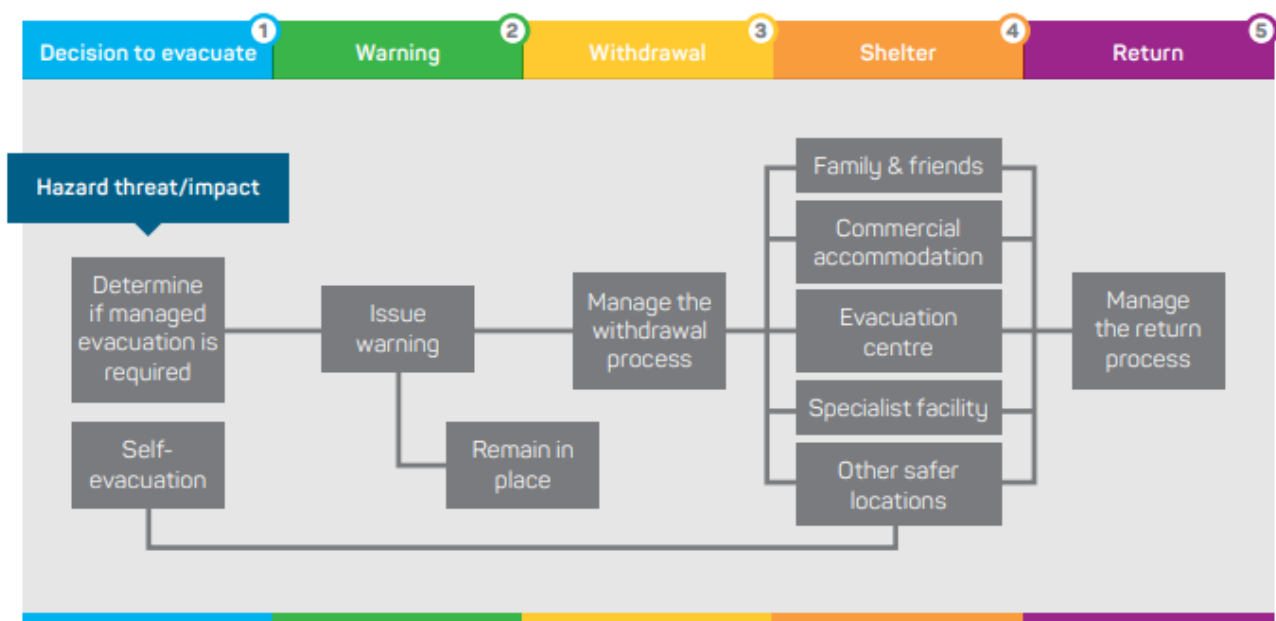 1
2
3
4
5
Decision to evacuate
Warning
Withdrawal
Shelter
Return
Hazard threat/impact
Determine
if managed
evacuation is
required
Self-
evacuation
Issue
warning
Remain in
place
Manage the
withdrawal
process
Family & friends
Commercial
accommodation
Evacuation
centre
Specialist facility
Other safer
locations
Manage
the return
process